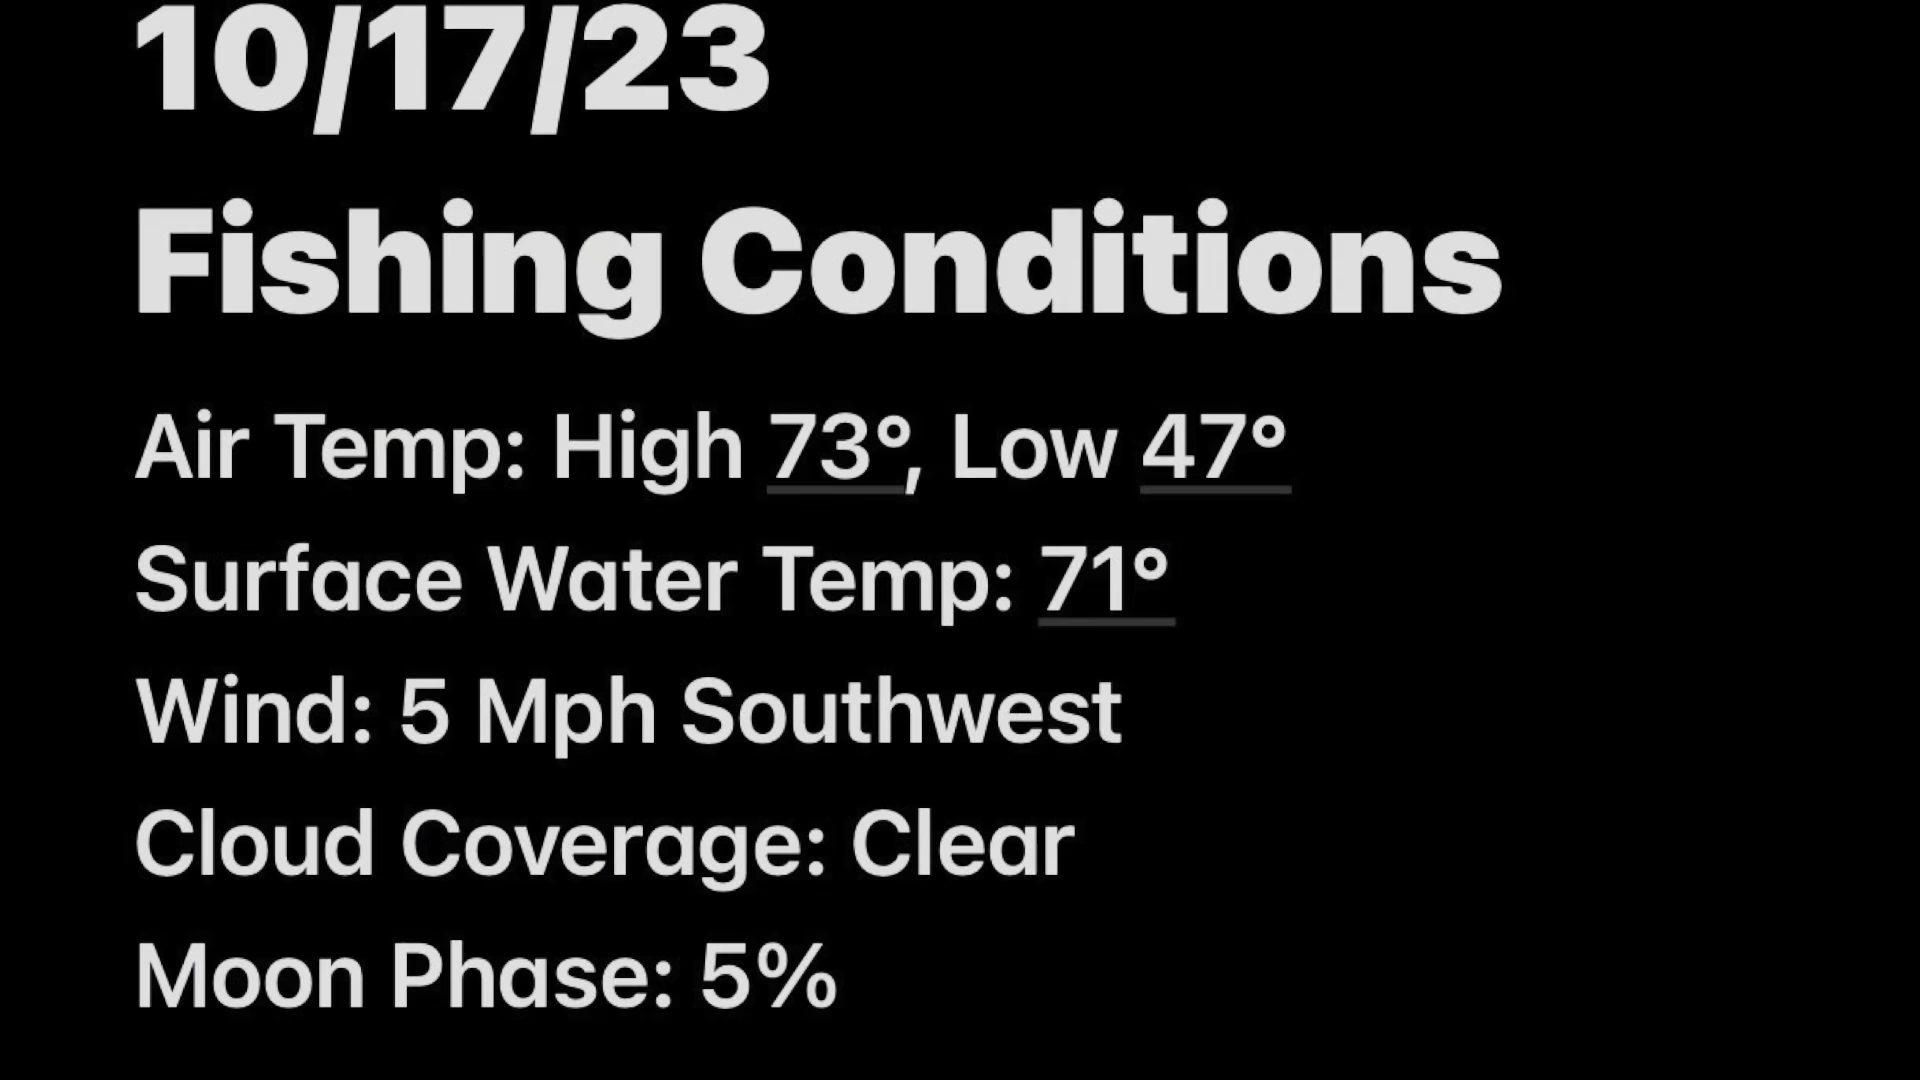 10/17/23
Fishing Conditions
Air Temp: High 73°, Low 47°
Surface Water Temp: 71°
Wind: 5 Mph Southwest
Cloud Coverage: Clear
Moon Phase: 5%